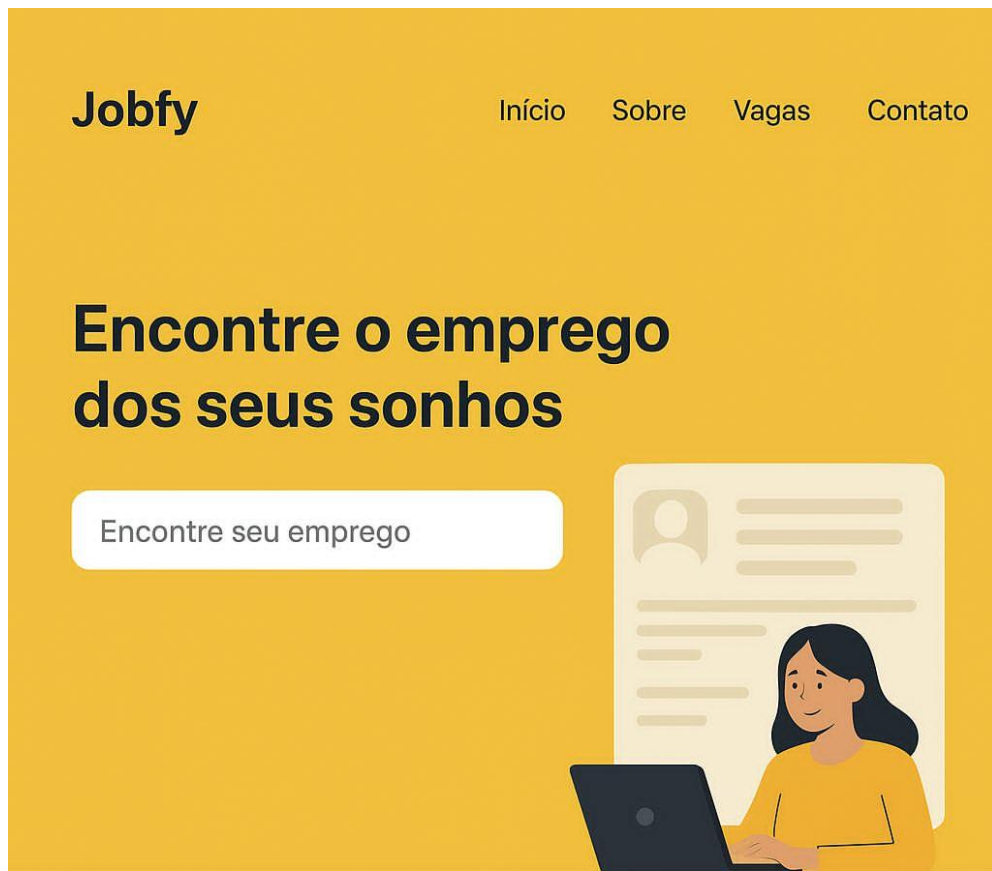 Jobfy
Início Sobre Vagas Contato
Encontre o emprego
dos seus sonhos
Encontre seu emprego